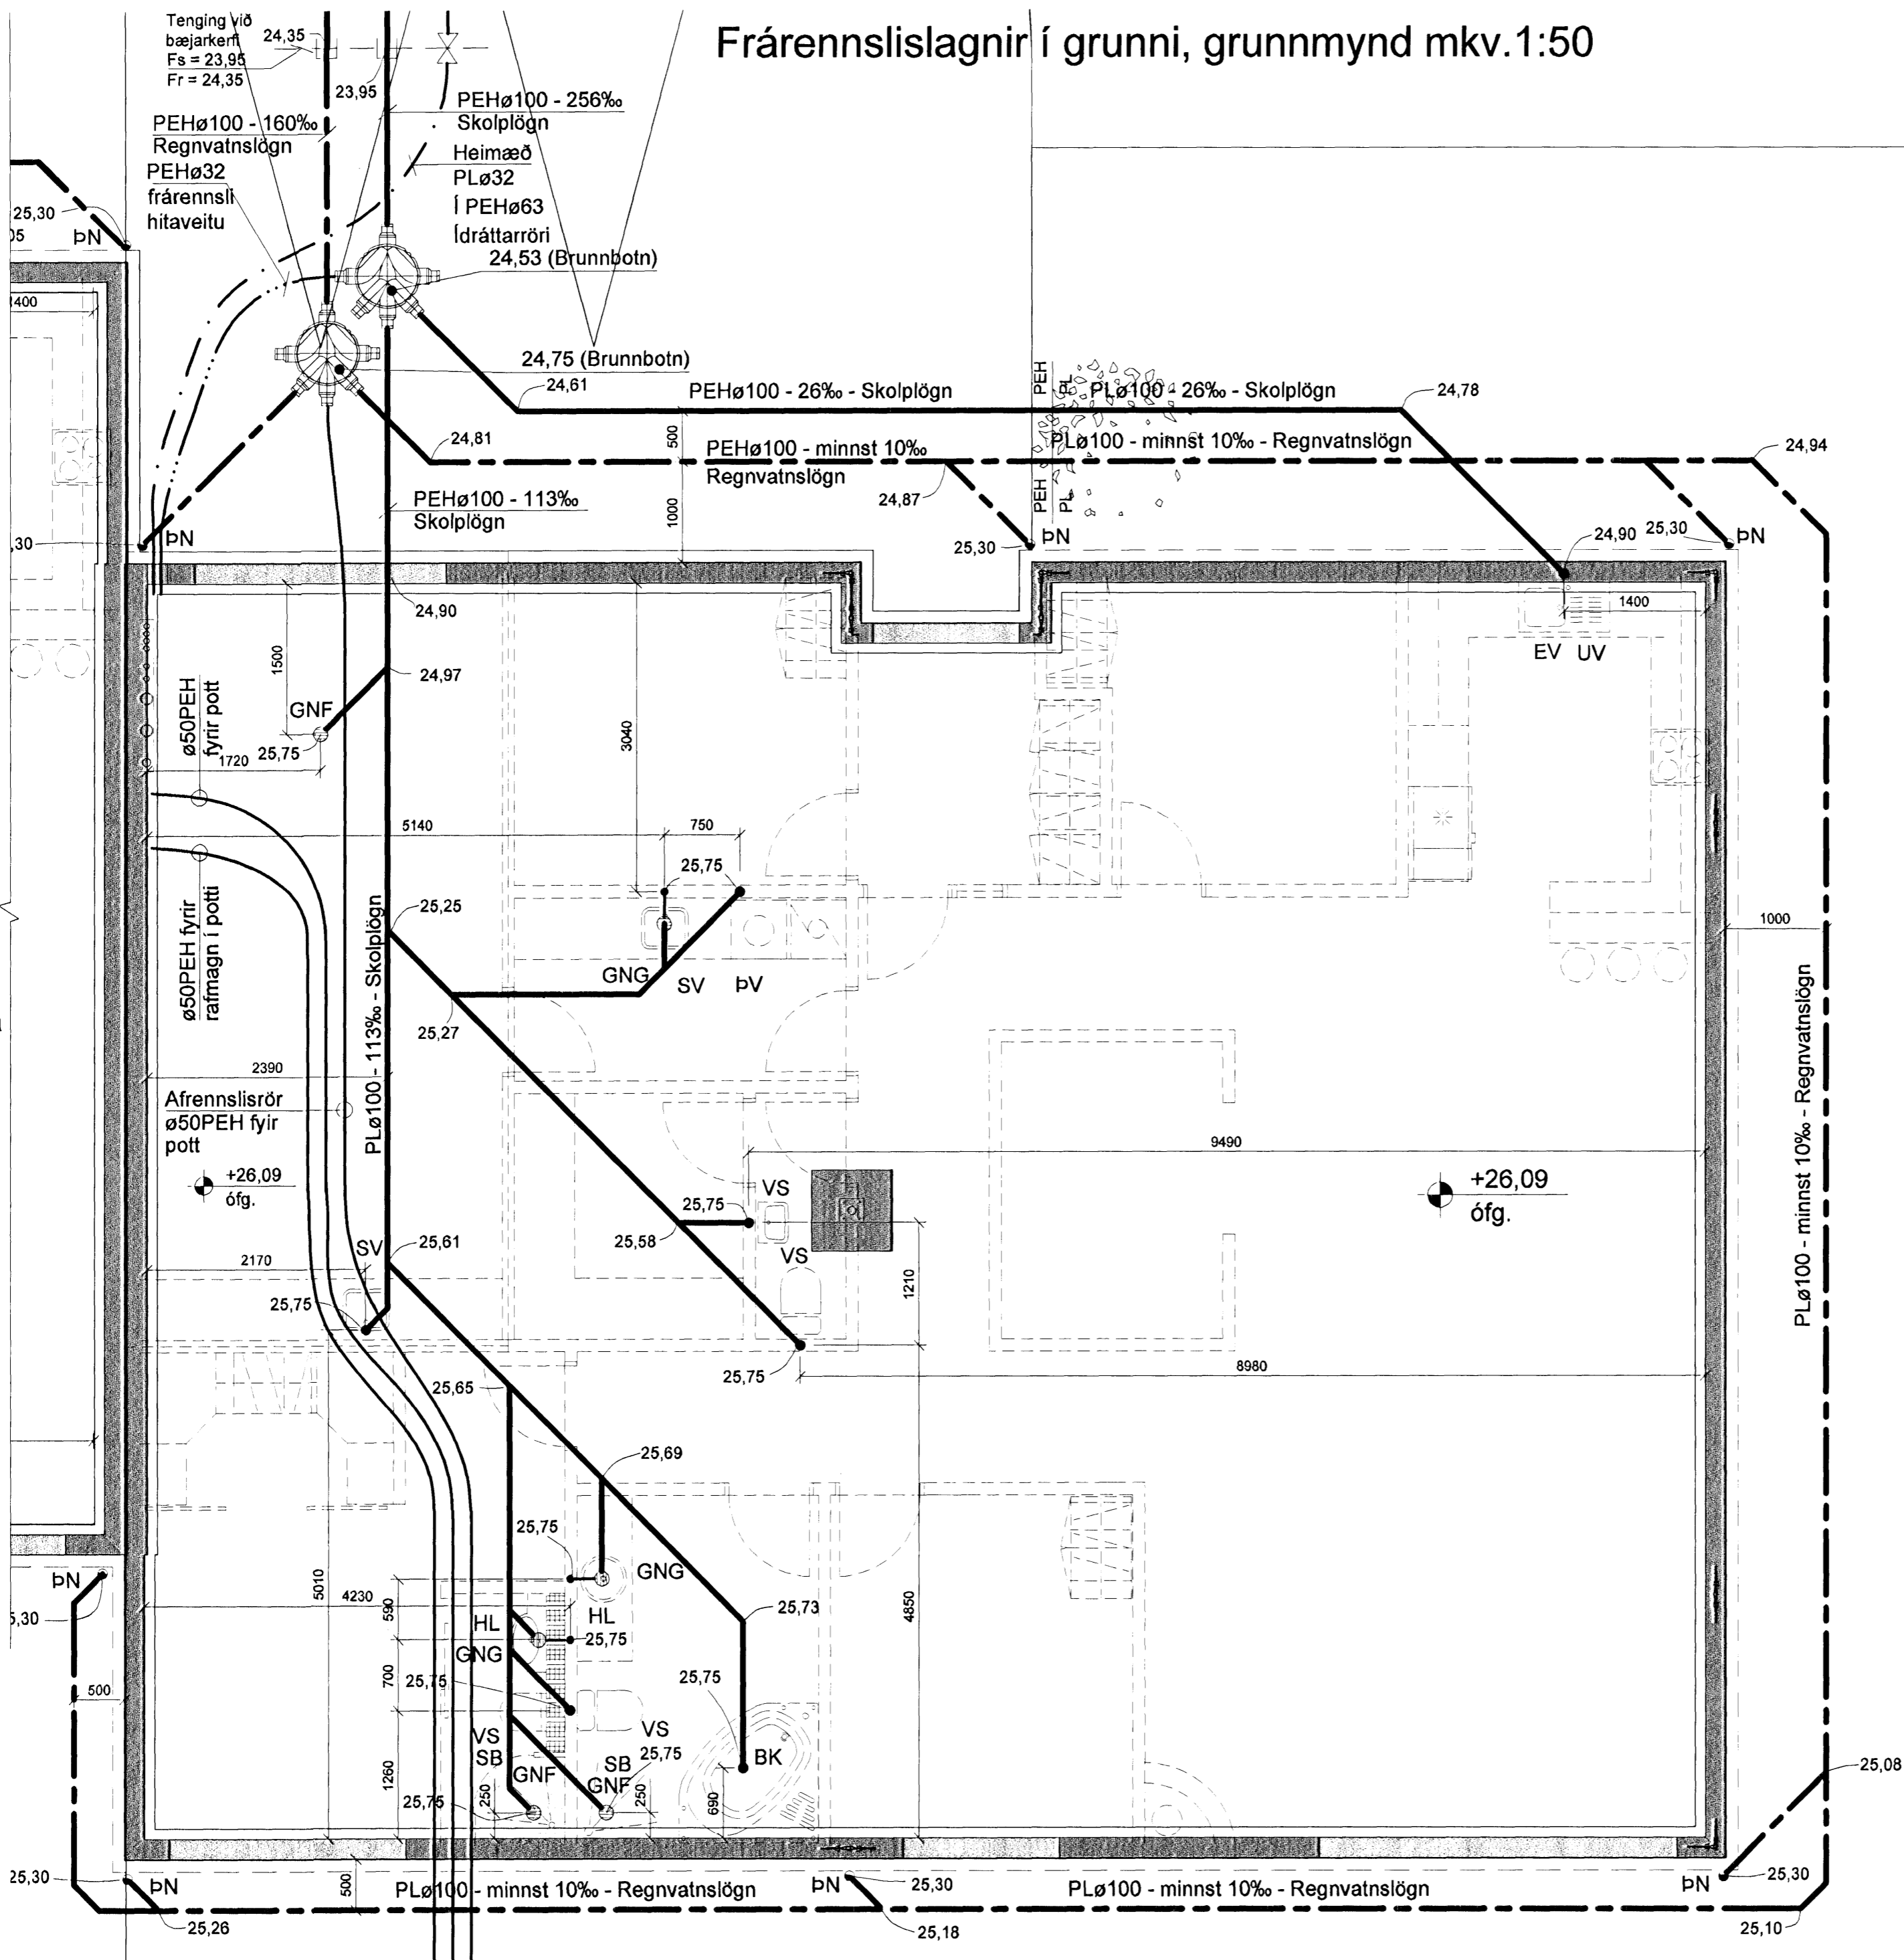 Frárennslislagnir í grunni, grunnmynd mkv.1:50
Tenging við
bæjarkerfi
Fs = 23,95
Fr = 24,35
24,35
23,95
PEHø100 - 256‰
Skolplögn
PEHø100 - 160‰
Regnvatnslögn
Heimæð
PLø32
Í PEHø63
Ídráttarröri
PEHø32
frárennsli
hitaveitu
25,30
ÞN
05
24,53 (Brunnbotn)
1400
24,75 (Brunnbotn)
24,61
PEHø100 - 26‰ - Skolplögn
PEH
PL
PLø100 - 26‰ - Skolplögn
24,78
24,81
500
PEHø100 - minnst 10‰
Regnvatnslögn
PLø100 - minnst 10‰ - Regnvatnslögn
24,94
24,87
PEH
PL
PEHø100 - 113‰
Skolplögn
1000
,30
ÞN
25,30
ÞN
24,90
25,30
ÞN
24,90
1400
EV UV
1500
24,97
GNF
ø50PEH
fyrir pott
25,75
1720
3040
5140
750
25,75
ø50PEH fyrir
rafmagn í potti
PLø100 - 113‰ - Skolplögn
25,25
1000
GNG
SV
ÞV
25,27
PLø100 - minnst 10‰ - Regnvatnslögn
2390
Afrennslisrör
ø50PEH fyir
pott
9490
+26,09
ófg.
+26,09
ófg.
25,75
VS
SV
25,61
25,58
VS
2170
1210
25,75
25,75
8980
25,65
25,69
25,75
GNG
ÞN
5,30
5010
590
4230
HL
HL
25,75
25,73
4850
GNG
700
25,75
25,75
500
VS
VS
SB
SB
25,75
BK
GNF
GNF
25,08
1260
250
25,75
250
690
25,30
ÞN
500
PLø100 - minnst 10‰ - Regnvatnslögn
ÞN
25,30
PLø100 - minnst 10‰ - Regnvatnslögn
ÞN
25,30
25,26
25,18
25,10